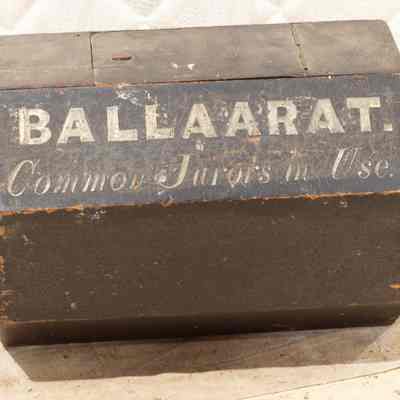 BALLAARAT.
Common Jurors in Use.